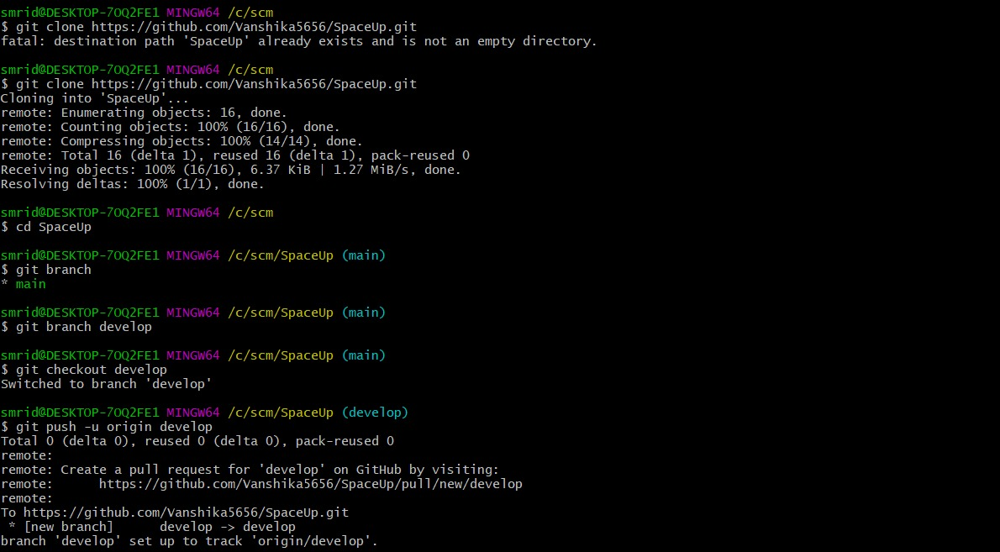 smrid@DESKTOP-7OQ2FE1 MINGW64 /c/scm
$ git clone https://github.com/Vanshika5656/SpaceUp.git
fatal: destination path 'SpaceUp' already exists and is not an empty directory.
smrid@DESKTOP-7OQ2FE1 MINGW64 /c/scm
$ git clone https://github.com/Vanshika5656/SpaceUp.git
Cloning into 'SpaceUp'...
remote: Enumerating objects: 16, done.
remote: Counting objects: 100% (16/16), done.
remote: Compressing objects: 100% (14/14), done.
remote: Total 16 (delta 1), reused 16 (delta 1), pack-reused 0
Receiving objects: 100% (16/16), 6.37 KiB | 1.27 MiB/s, done.
Resolving deltas: 100% (1/1), done.
smrid@DESKTOP-7OQ2FE1 MINGW64 /c/scm
$ cd SpaceUp
smrid@DESKTOP-7OQ2FE1 MINGW64 /c/scm/SpaceUp (main)
$ git branch
* main
smrid@DESKTOP-7OQ2FE1 MINGW64 /c/scm/SpaceUp (main)
$ git branch develop
smrid@DESKTOP-7OQ2FE1 MINGW64 /c/scm/SpaceUp (main)
$ git checkout develop
Switched to branch 'develop'
smrid@DESKTOP-7OQ2FE1 MINGW64 /c/scm/SpaceUp (develop)
$ git push -u origin develop
Total 0 (delta 0), reused 0 (delta 0), pack-reused 0
remote:
remote: Create a pull request for 'develop' on GitHub by visiting:
remote:      https://github.com/Vanshika5656/SpaceUp/pull/new/develop
remote:
To https://github.com/Vanshika5656/SpaceUp.git
 * [new branch]      develop -> develop
branch 'develop' set up to track 'origin/develop'.